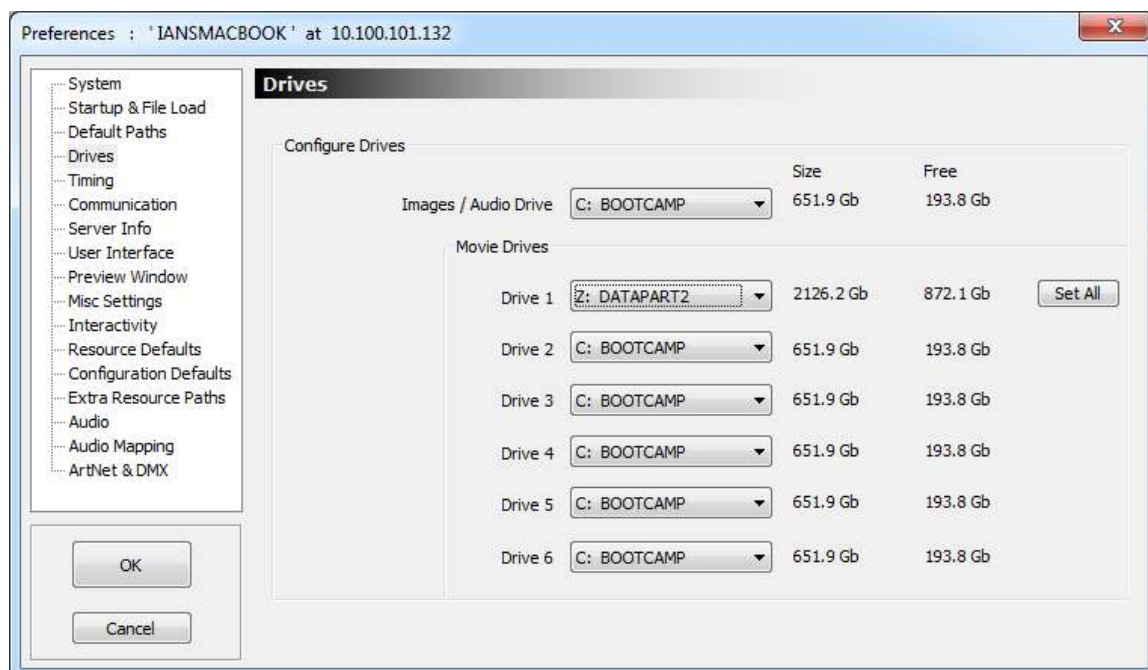 Preferences : 'IANSMACBOOK' at 10.100.101.132
X
System
Startup & File Load
Default Paths
Drives
Timing
Communication
Server Info
User Interface
Preview Window
Misc Settings
Interactivity
Resource Defaults
Configuration Defaults
Extra Resource Paths
Audio
Audio Mapping
ArtNet & DMX
OK
Cancel
Drives
Configure Drives
Size Free
Images / Audio Drive C: BOOTCAMP 651.9 Gb 193.8 Gb
Movie Drives
Drive 1 Z: DATAPART2 2126.2 Gb 872.1 Gb Set All
Drive 2 C: BOOTCAMP 651.9 Gb 193.8 Gb
Drive 3 C: BOOTCAMP 651.9 Gb 193.8 Gb
Drive 4 C: BOOTCAMP 651.9 Gb 193.8 Gb
Drive 5 C: BOOTCAMP 651.9 Gb 193.8 Gb
Drive 6 C: BOOTCAMP 651.9 Gb 193.8 Gb